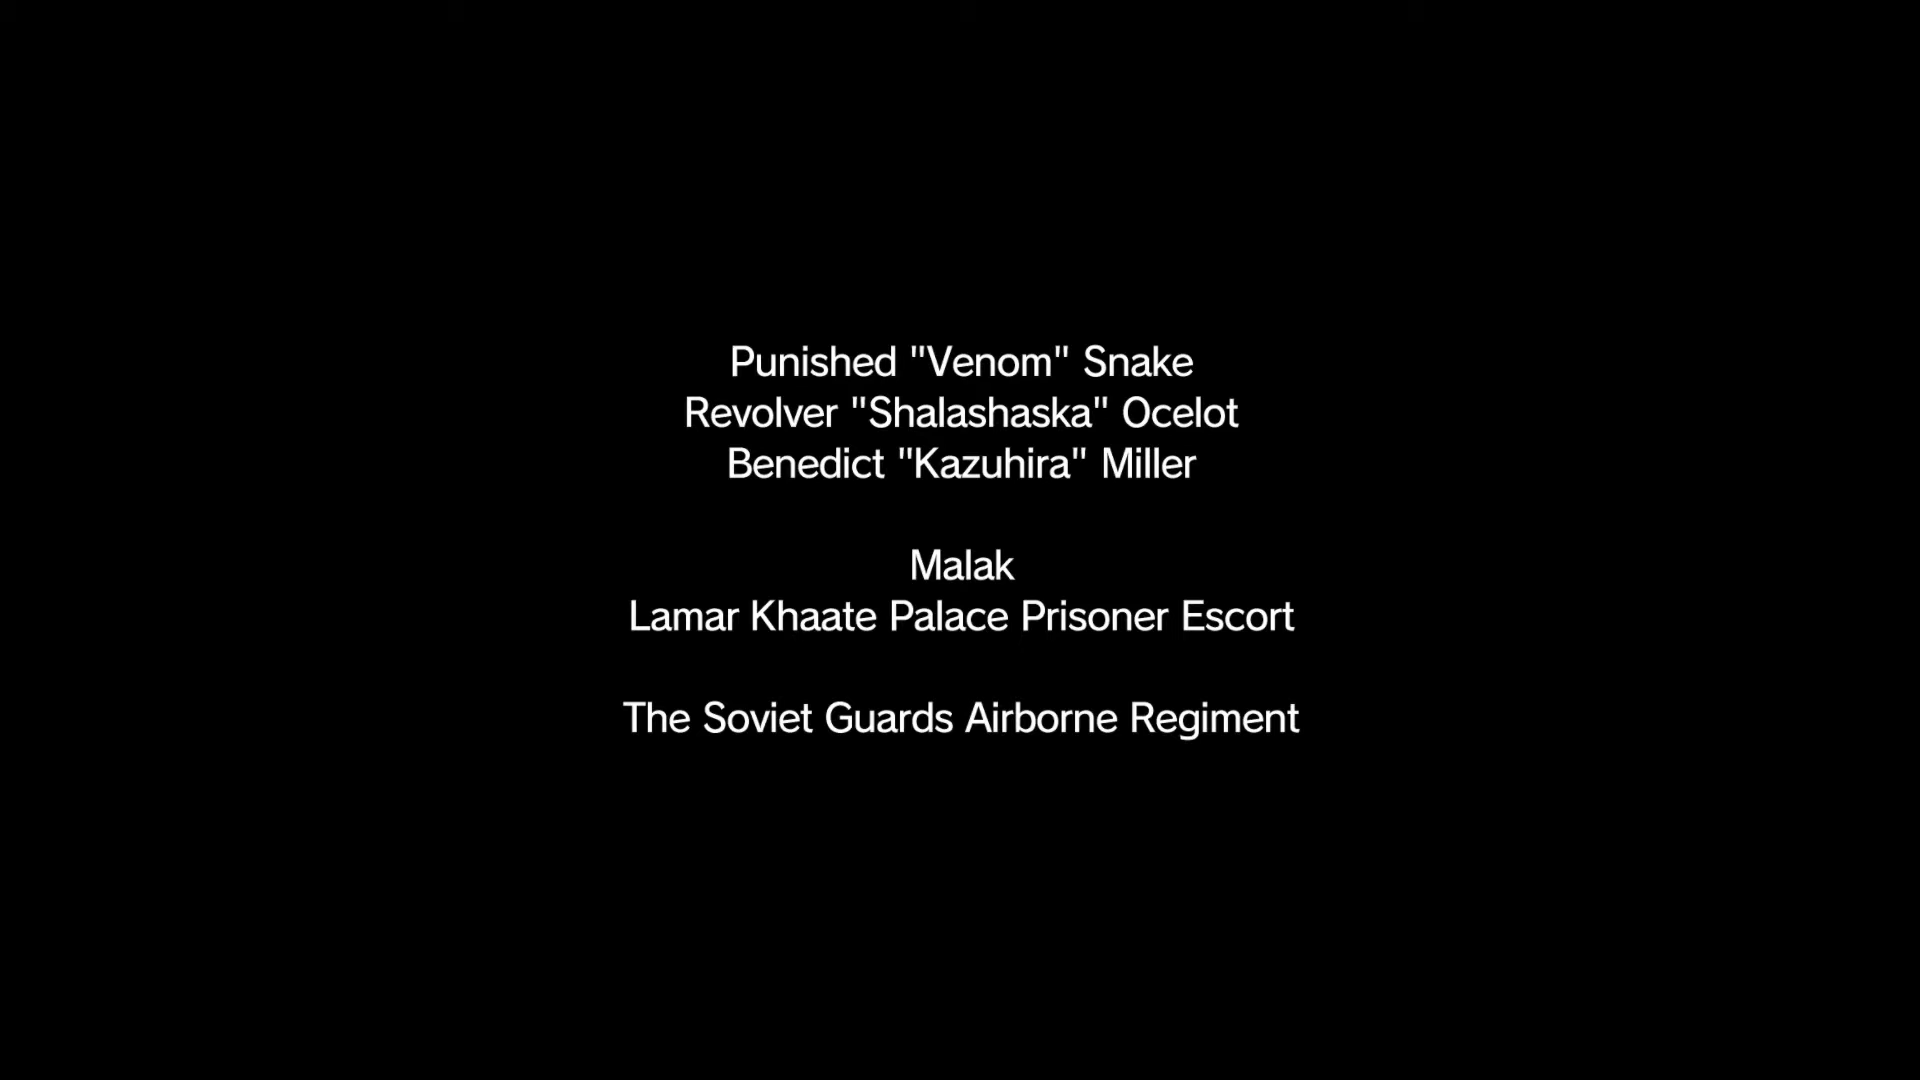 Punished "Venom" Snake
Revolver "Shalashaska" Ocelot
Benedict "Kazuhira" Miller
Malak
Lamar Khaate Palace Prisoner Escort
The Soviet Guards Airborne Regiment